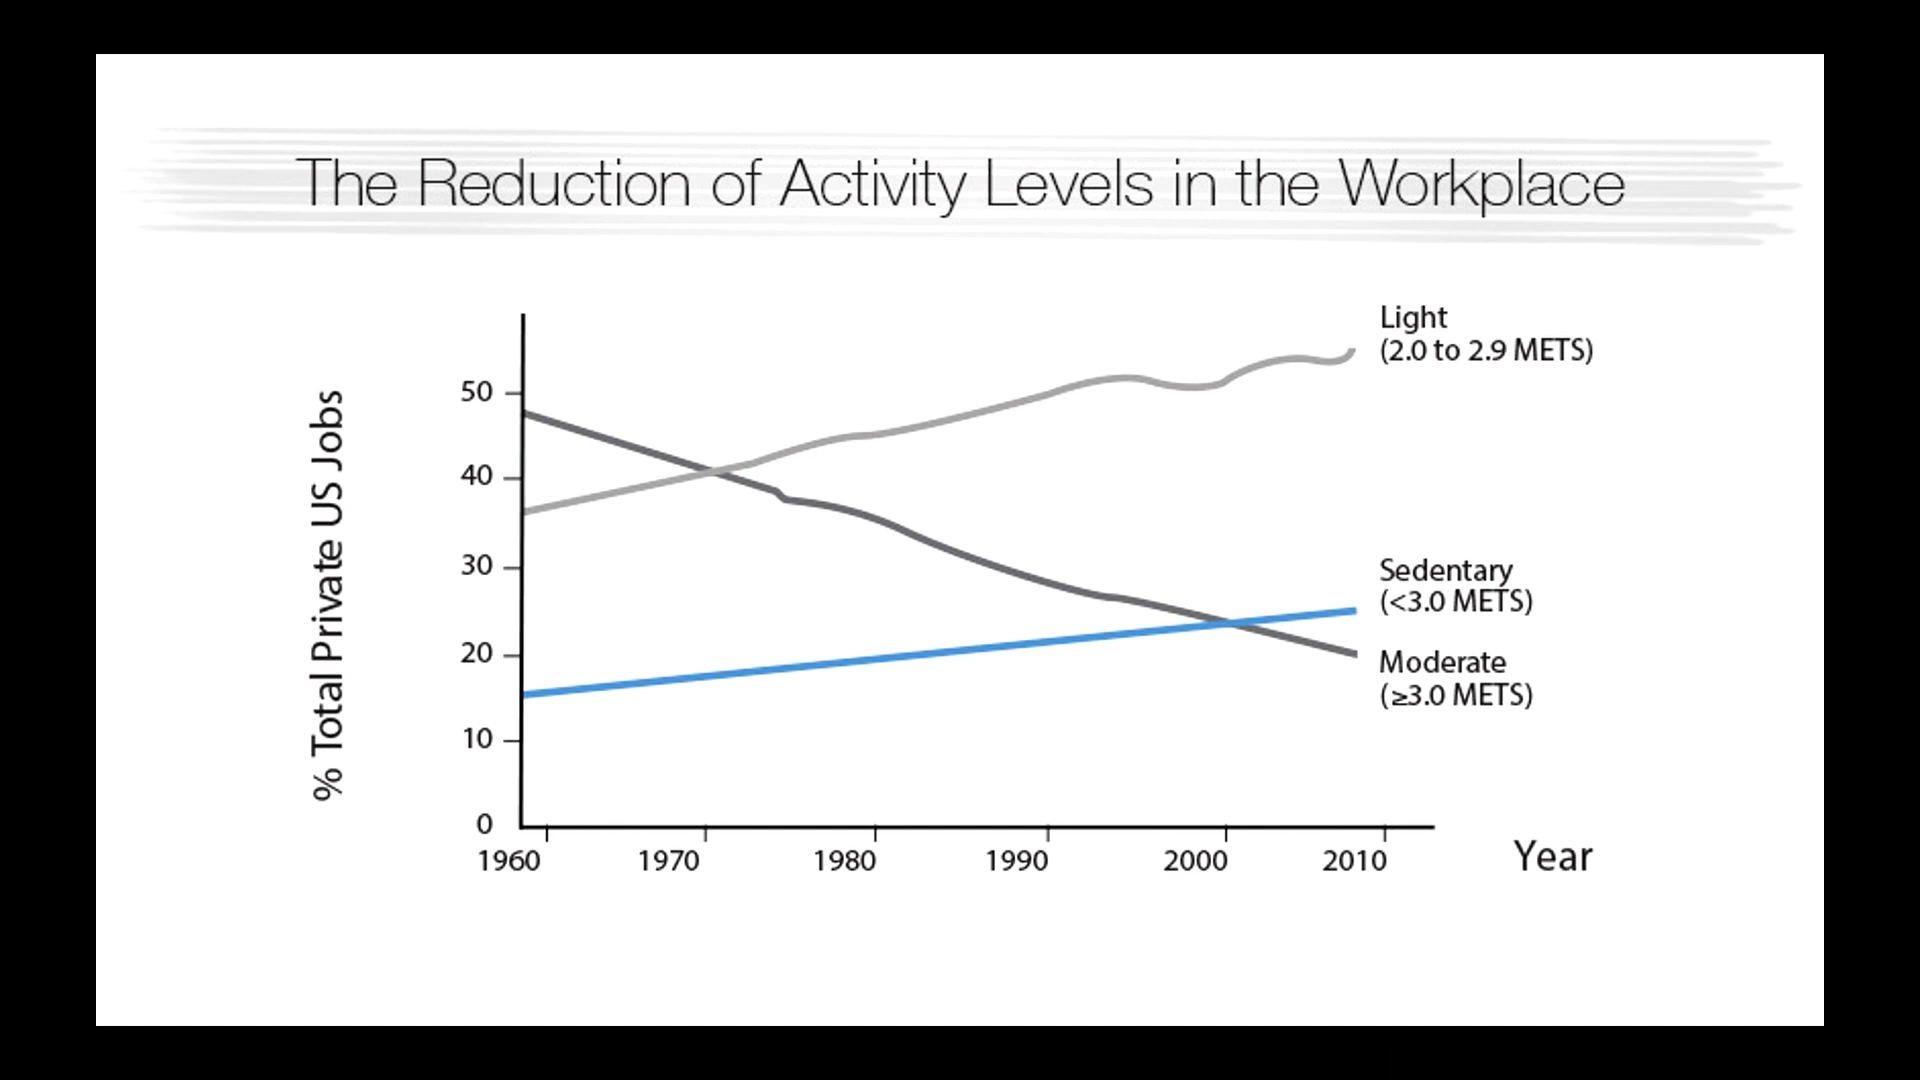 The Reduction of Activity Levels in the Workplace
Light
(2.0 to 2.9 METS)
50
40
30
20
10
0
% Total Private US Jobs
Sedentary
(<3.0 METS)
Moderate
(≥3.0 METS)
1960 1970 1980 1990 2000 2010
Year